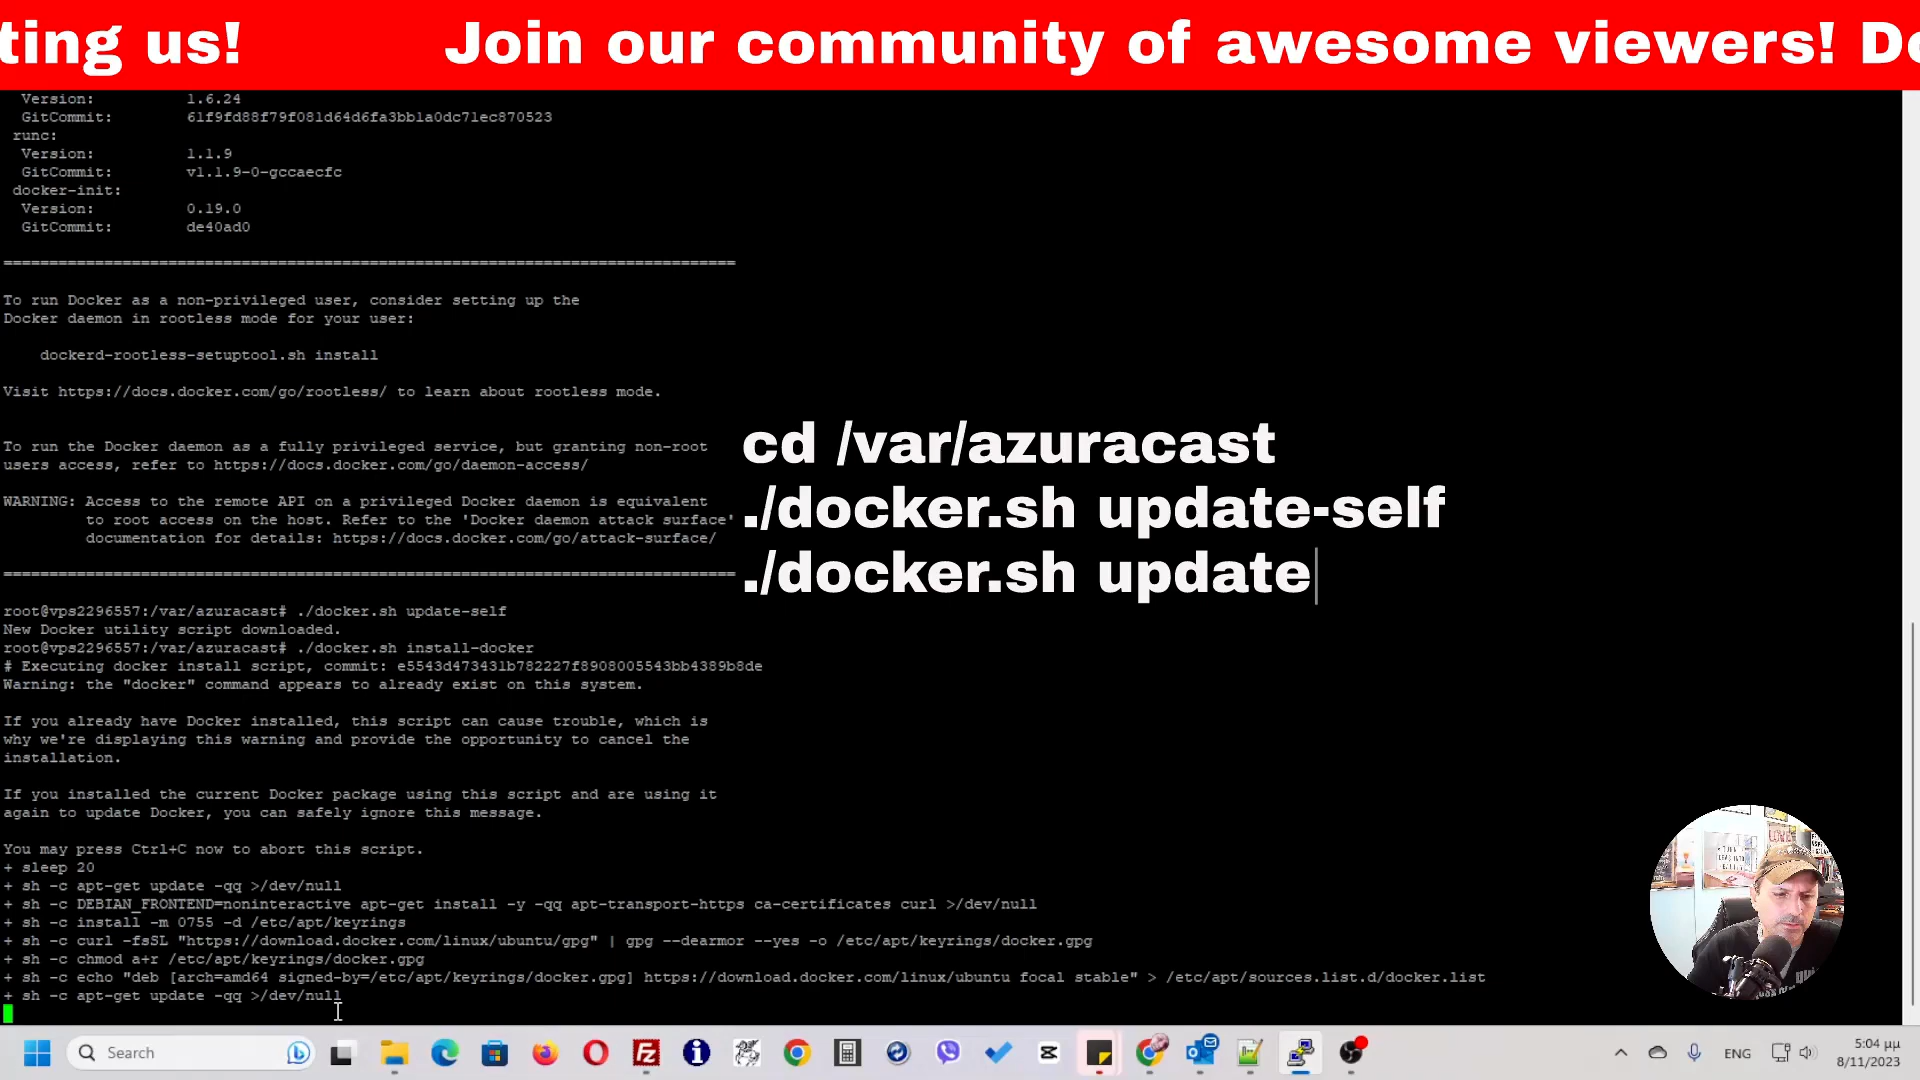 ting us! Join our community of awesome viewers! Do
Version: 1.6.24
GitCommit: 61f9fd88f79f081d64d6fa3bb1a0dc71ec870523
runc:
Version: 1.1.9
GitCommit: v1.1.9-0-gccaecfc
docker-init:
Version: 0.19.0
GitCommit: de40ad0
================================================================================
To run Docker as a non-privileged user, consider setting up the
Docker daemon in rootless mode for your user:
dockerd-rootless-setuptool.sh install
Visit https://docs.docker.com/go/rootless/ to learn about rootless mode.
To run the Docker daemon as a fully privileged service, but granting non-root
users access, refer to https://docs.docker.com/go/daemon-access/
WARNING: Access to the remote API on a privileged Docker daemon is equivalent
to root access on the host. Refer to the 'Docker daemon attack surface'
documentation for details: https://docs.docker.com/go/attack-surface/
================================================================================
cd /var/azuracast
./docker.sh update-self
./docker.sh update
root@vps2296557:/var/azuracast# ./docker.sh update-self
New Docker utility script downloaded.
root@vps2296557:/var/azuracast# ./docker.sh install-docker
# Executing docker install script, commit: e5543d473431b782227f8908005543bb4389b8de
Warning: the "docker" command appears to already exist on this system.
If you already have Docker installed, this script can cause trouble, which is
why we're displaying this warning and provide the opportunity to cancel the
installation.
If you installed the current Docker package using this script and are using it
again to update Docker, you can safely ignore this message.
You may press Ctrl+C now to abort this script.
+ sleep 20
+ sh -c apt-get update -qq >/dev/null
+ sh -c DEBIAN_FRONTEND=noninteractive apt-get install -y -qq apt-transport-https ca-certificates curl >/dev/null
+ sh -c install -m 0755 -d /etc/apt/keyrings
+ sh -c curl -fsSL "https://download.docker.com/linux/ubuntu/gpg" | gpg --dearmor --yes -o /etc/apt/keyrings/docker.gpg
+ sh -c chmod a+r /etc/apt/keyrings/docker.gpg
+ sh -c echo "deb [arch=amd64 signed-by=/etc/apt/keyrings/docker.gpg] https://download.docker.com/linux/ubuntu focal stable" > /etc/apt/sources.list.d/docker.list
+ sh -c apt-get update -qq >/dev/null
Search
ENG
5:04 μμ
8/11/2023